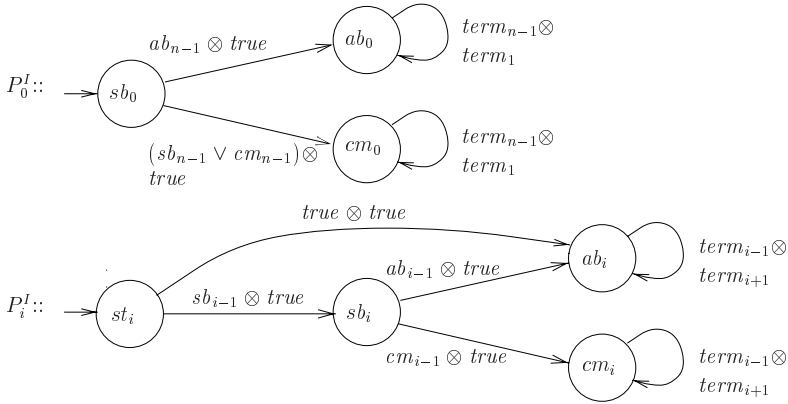 P_0^I::
sb_0
ab_{n−1} ⊗ true
ab_0
term_{n−1}⊗
term_1
(sb_{n−1} ∨ cm_{n−1})⊗
true
cm_0
term_{n−1}⊗
term_1
P_i^I::
st_i
true ⊗ true
sb_{i−1} ⊗ true
sb_i
ab_{i−1} ⊗ true
ab_i
term_{i−1}⊗
term_{i+1}
cm_{i−1} ⊗ true
cm_i
term_{i−1}⊗
term_{i+1}